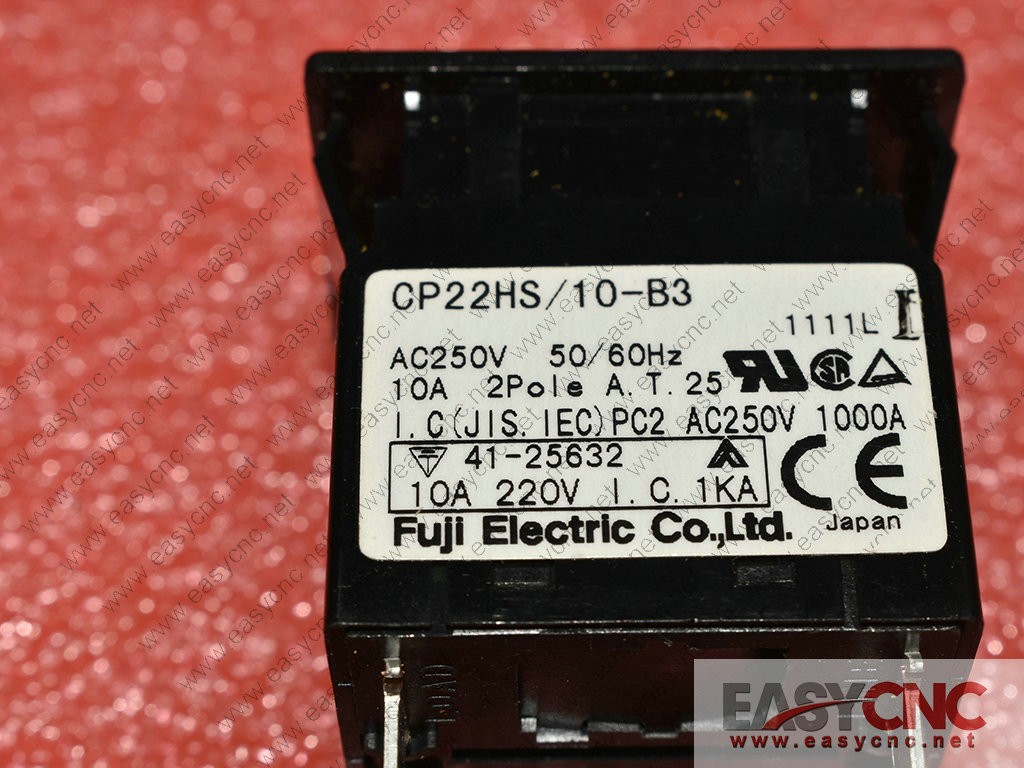 CP22HS/10-B3
1111L
AC250V 50/60Hz
10A 2Pole A.T.25
I.C(JIS.IEC)PC2 AC250V 1000A
41-25632
10A 220V I.C.1KA
CE
Fuji Electric Co.,Ltd.
Japan
EASYCNC
www.easycnc.net